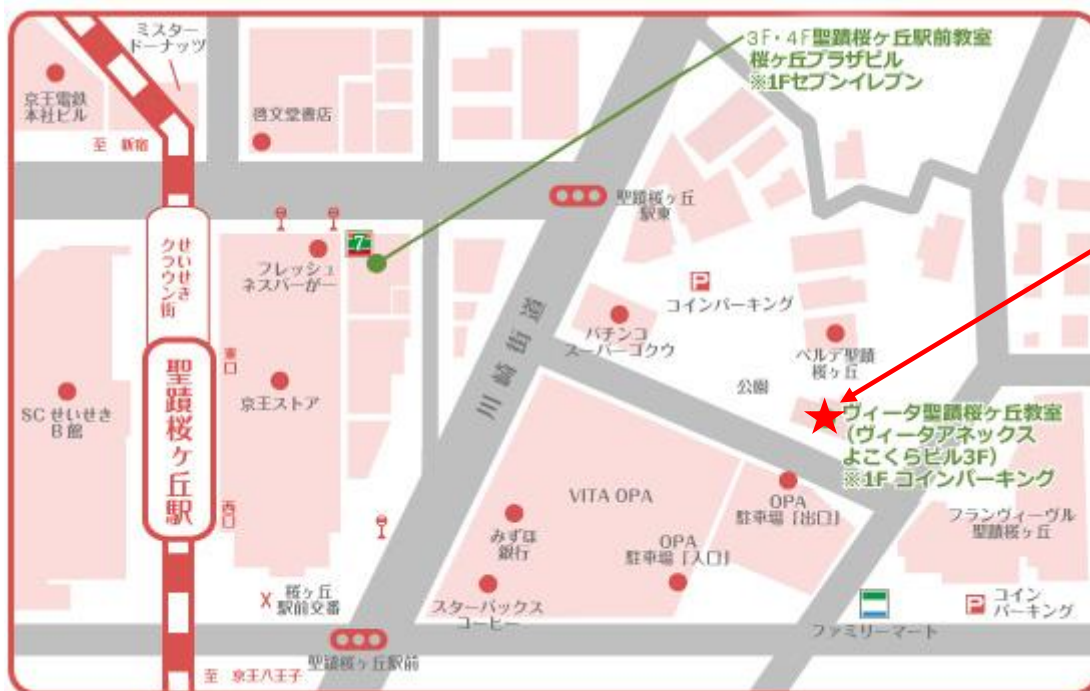 ミスター
ドーナッツ
京王電鉄
本社ビル
至 新宿
啓文堂書店
3F・4F聖蹟桜ヶ丘駅前教室
桜ヶ丘プラザビル
※1Fセブンイレブン
聖蹟桜ヶ丘
駅東
せいせき
クラウン街
7
フレッシュ
ネスバーガー
P
コインパーキング
川崎街道
パチンコ
スーパーゴクウ
ベルデ聖蹟
桜ヶ丘
東口
聖蹟桜ヶ丘駅
京王ストア
SCせいせき
B館
公園
ヴィータ聖蹟桜ヶ丘教室
(ヴィータアネックス
よこくらビル3F)
※1F コインパーキング
西口
VITA OPA
みずほ
銀行
OPA
駐車場「出口」
OPA
駐車場「入口」
フランヴィーヴル
聖蹟桜ヶ丘
X 桜ヶ丘
駅前交番
スターバックス
コーヒー
ファミリーマート
P コイン
パーキング
聖蹟桜ヶ丘駅前
至 京王八王子